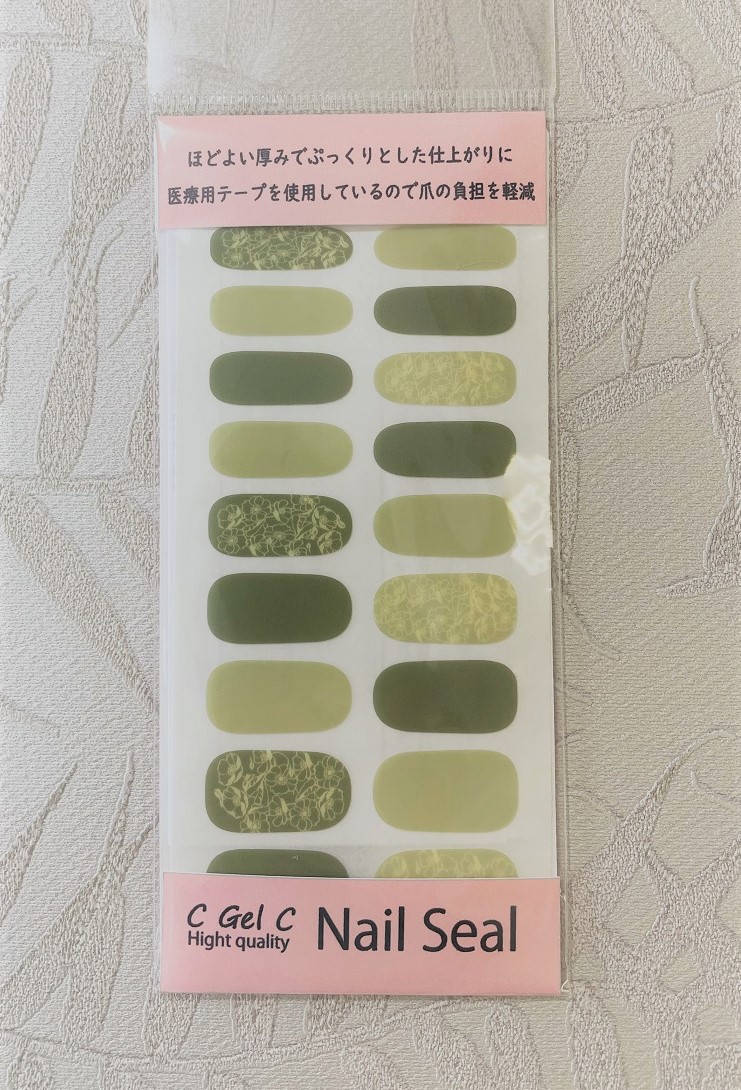 ほどよい厚みでぷっくりとした仕上がりに
医療用テープを使用しているので爪の負担を軽減
C Gel C
Hight quality
Nail Seal